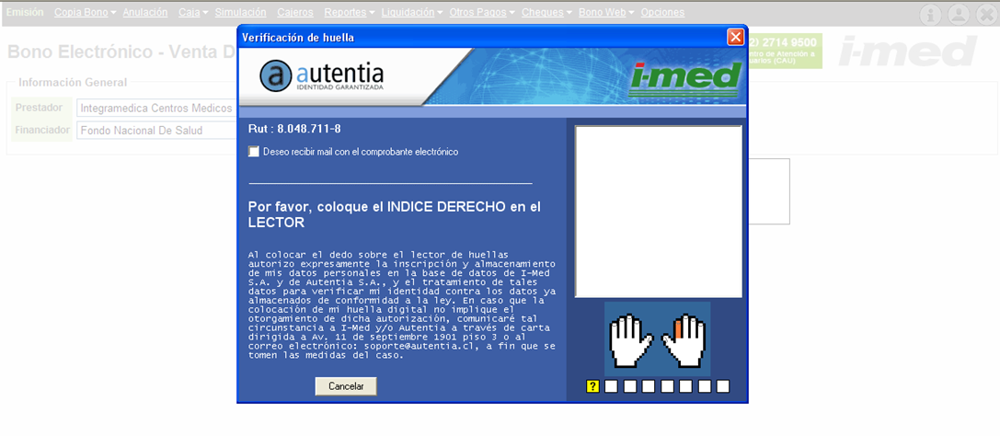 Emisión Copia Bono Anulación Caja Simulación Cajeros Reportes Liquidación Otros Pagos Cheques Bono Web Opciones
Verificación de huella
Bono Electrónico - Venta D
2) 2714 9500
ntro de Atención a
uarios (CAU)
i-med
autentia
IDENTIDAD GARANTIZADA
i-med
Información General
Prestador Integramedica Centros Medicos
Financiador Fondo Nacional De Salud
Rut : 8.048.711-8
Deseo recibir mail con el comprobante electrónico
Por favor, coloque el INDICE DERECHO en el
LECTOR
Al colocar el dedo sobre el lector de huellas
autorizo expresamente la inscripción y almacenamiento
de mis datos personales en la base de datos de I-Med
S.A. y de Autentia S.A., y el tratamiento de tales
datos para verificar mi identidad contra los datos ya
almacenados de conformidad a la ley. En caso que la
colocación de mi huella digital no implique el
otorgamiento de dicha autorización, comunicaré tal
circunstancia a I-Med y/o Autentia a través de carta
dirigida a Av. 11 de septiembre 1901 piso 3 o al
correo electrónico: soporte@autentia.cl, a fin que se
tomen las medidas del caso.
?
Cancelar